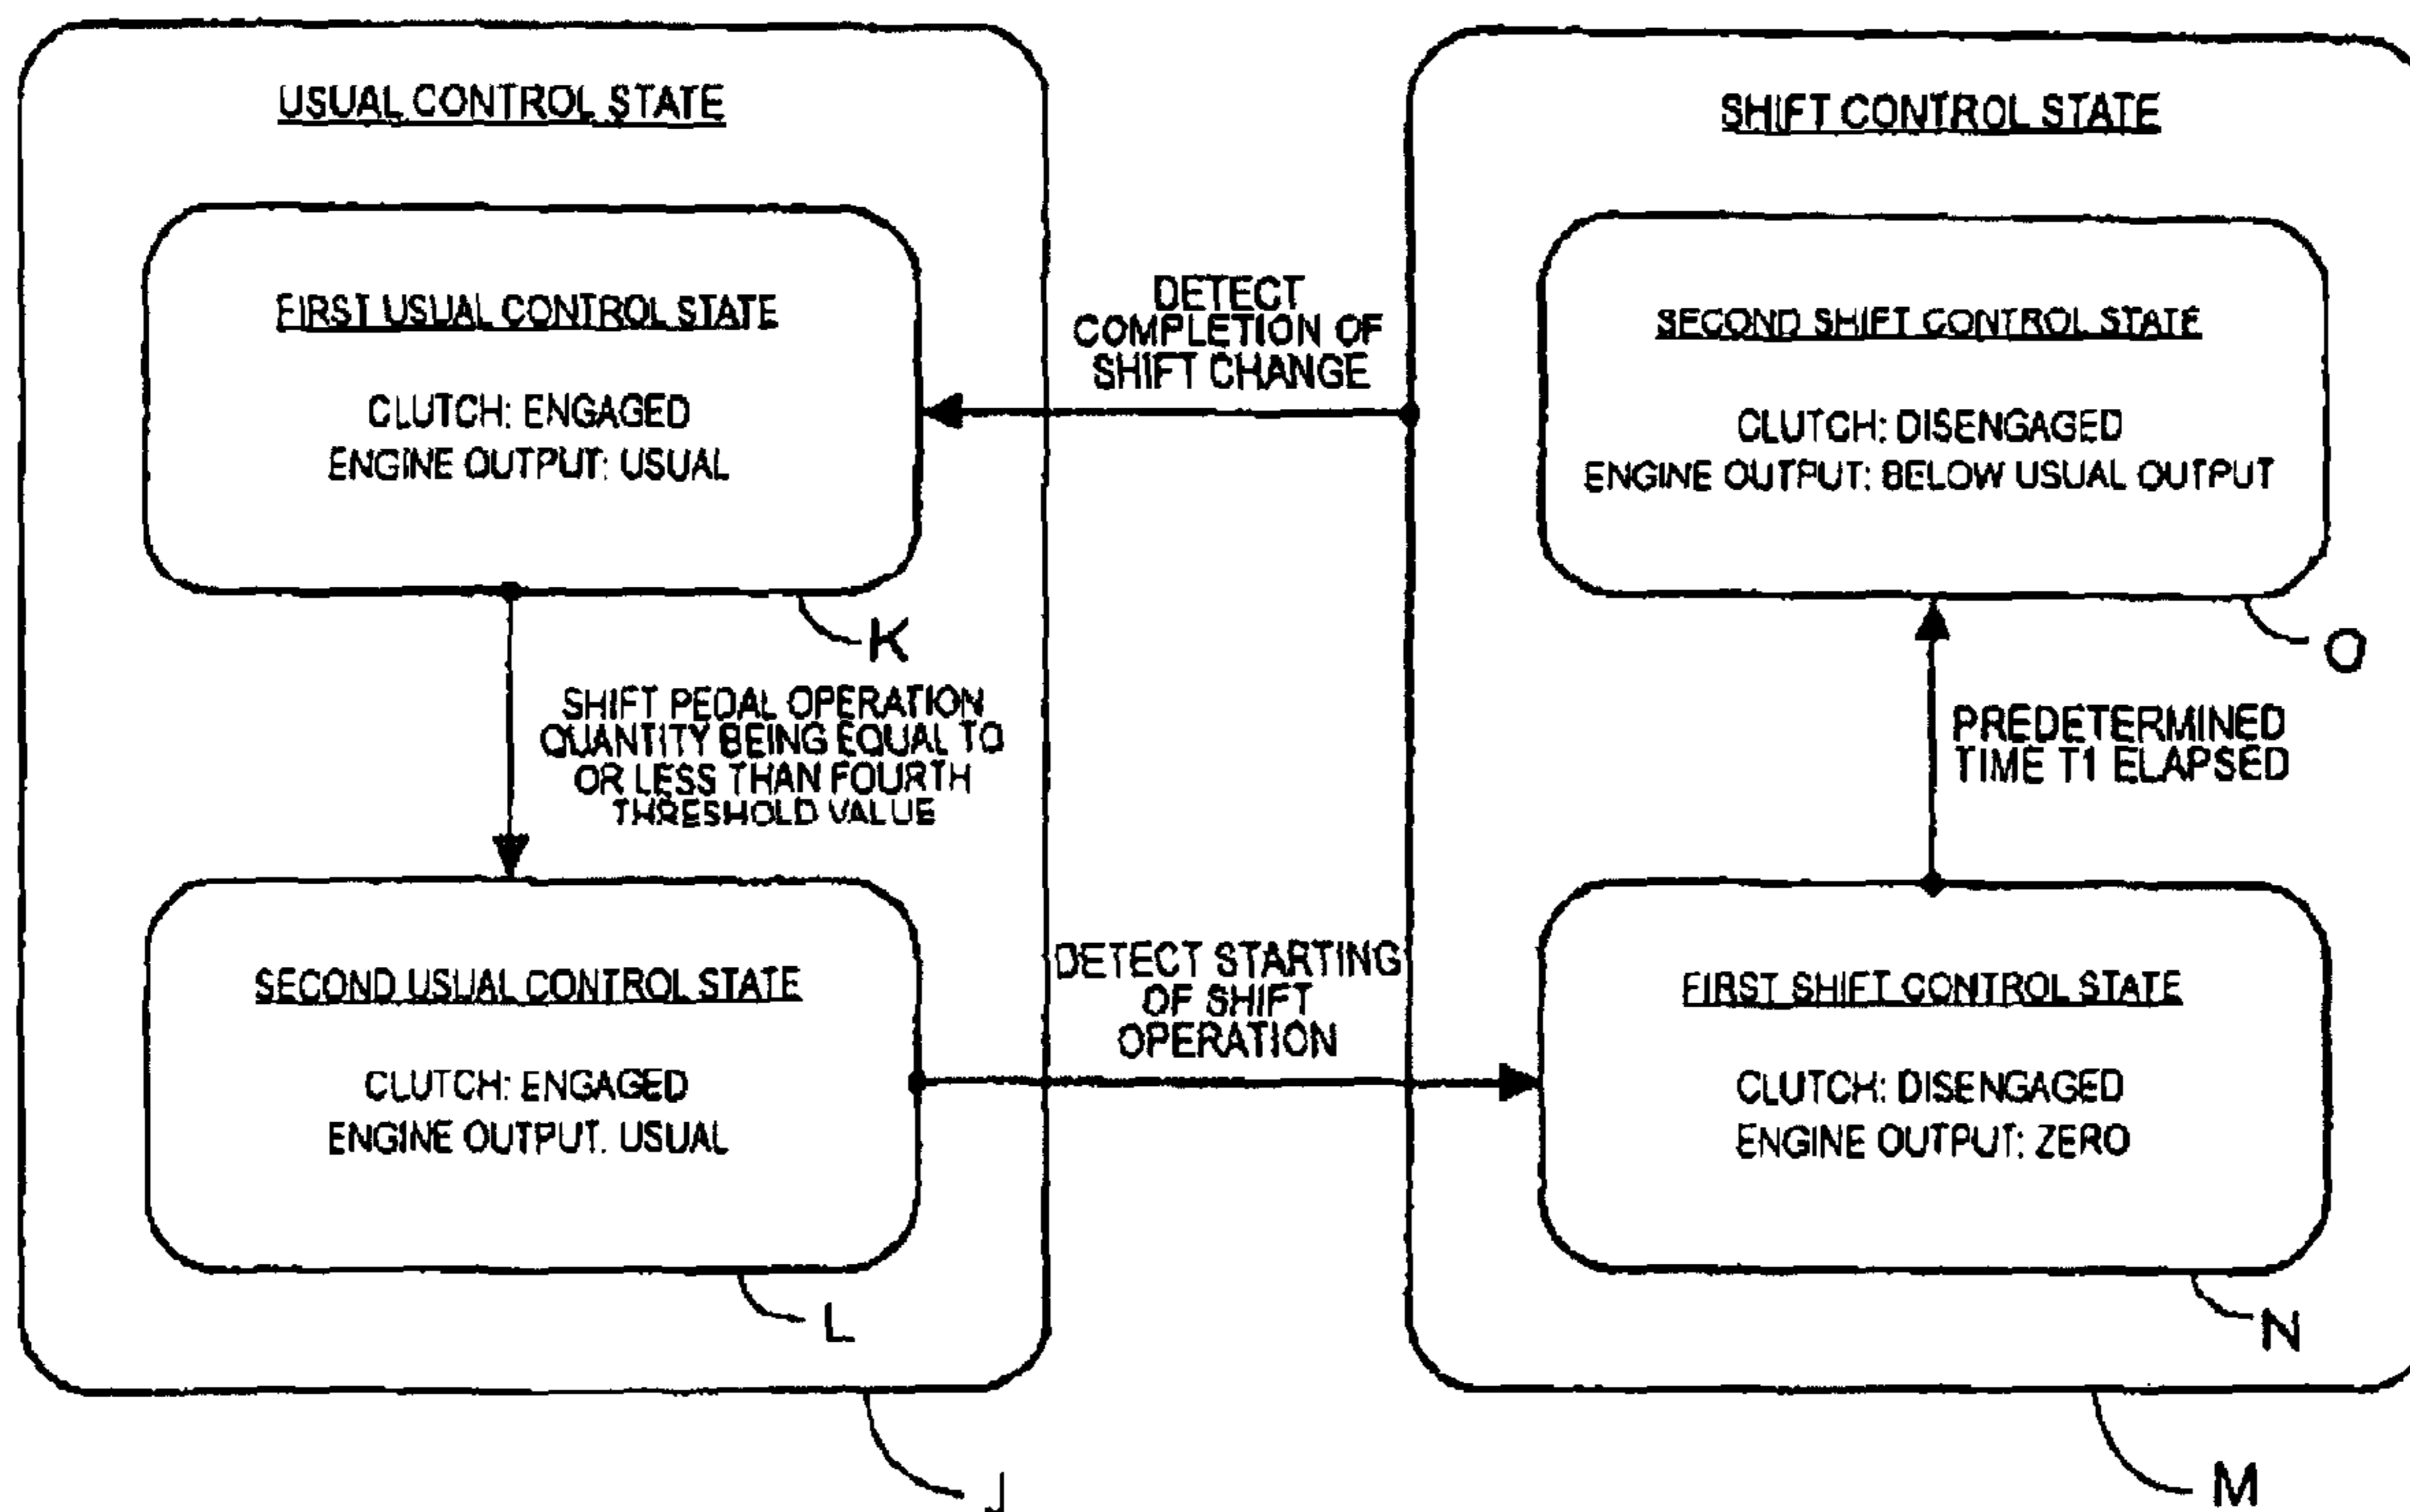 USUAL CONTROL STATE
FIRST USUAL CONTROL STATE
CLUTCH: ENGAGED
ENGINE OUTPUT: USUAL
K
SHIFT PEDAL OPERATION
QUANTITY BEING EQUAL TO
OR LESS THAN FOURTH
THRESHOLD VALUE
SECOND USUAL CONTROL STATE
CLUTCH: ENGAGED
ENGINE OUTPUT. USUAL
L
J
DETECT
COMPLETION OF
SHIFT CHANGE
DETECT STARTING
OF SHIFT
OPERATION
SHIFT CONTROL STATE
SECOND SHIFT CONTROL STATE
CLUTCH: DISENGAGED
ENGINE OUTPUT: BELOW USUAL OUTPUT
O
PREDETERMINED
TIME T1 ELAPSED
FIRST SHIFT CONTROL STATE
CLUTCH: DISENGAGED
ENGINE OUTPUT: ZERO
N
M